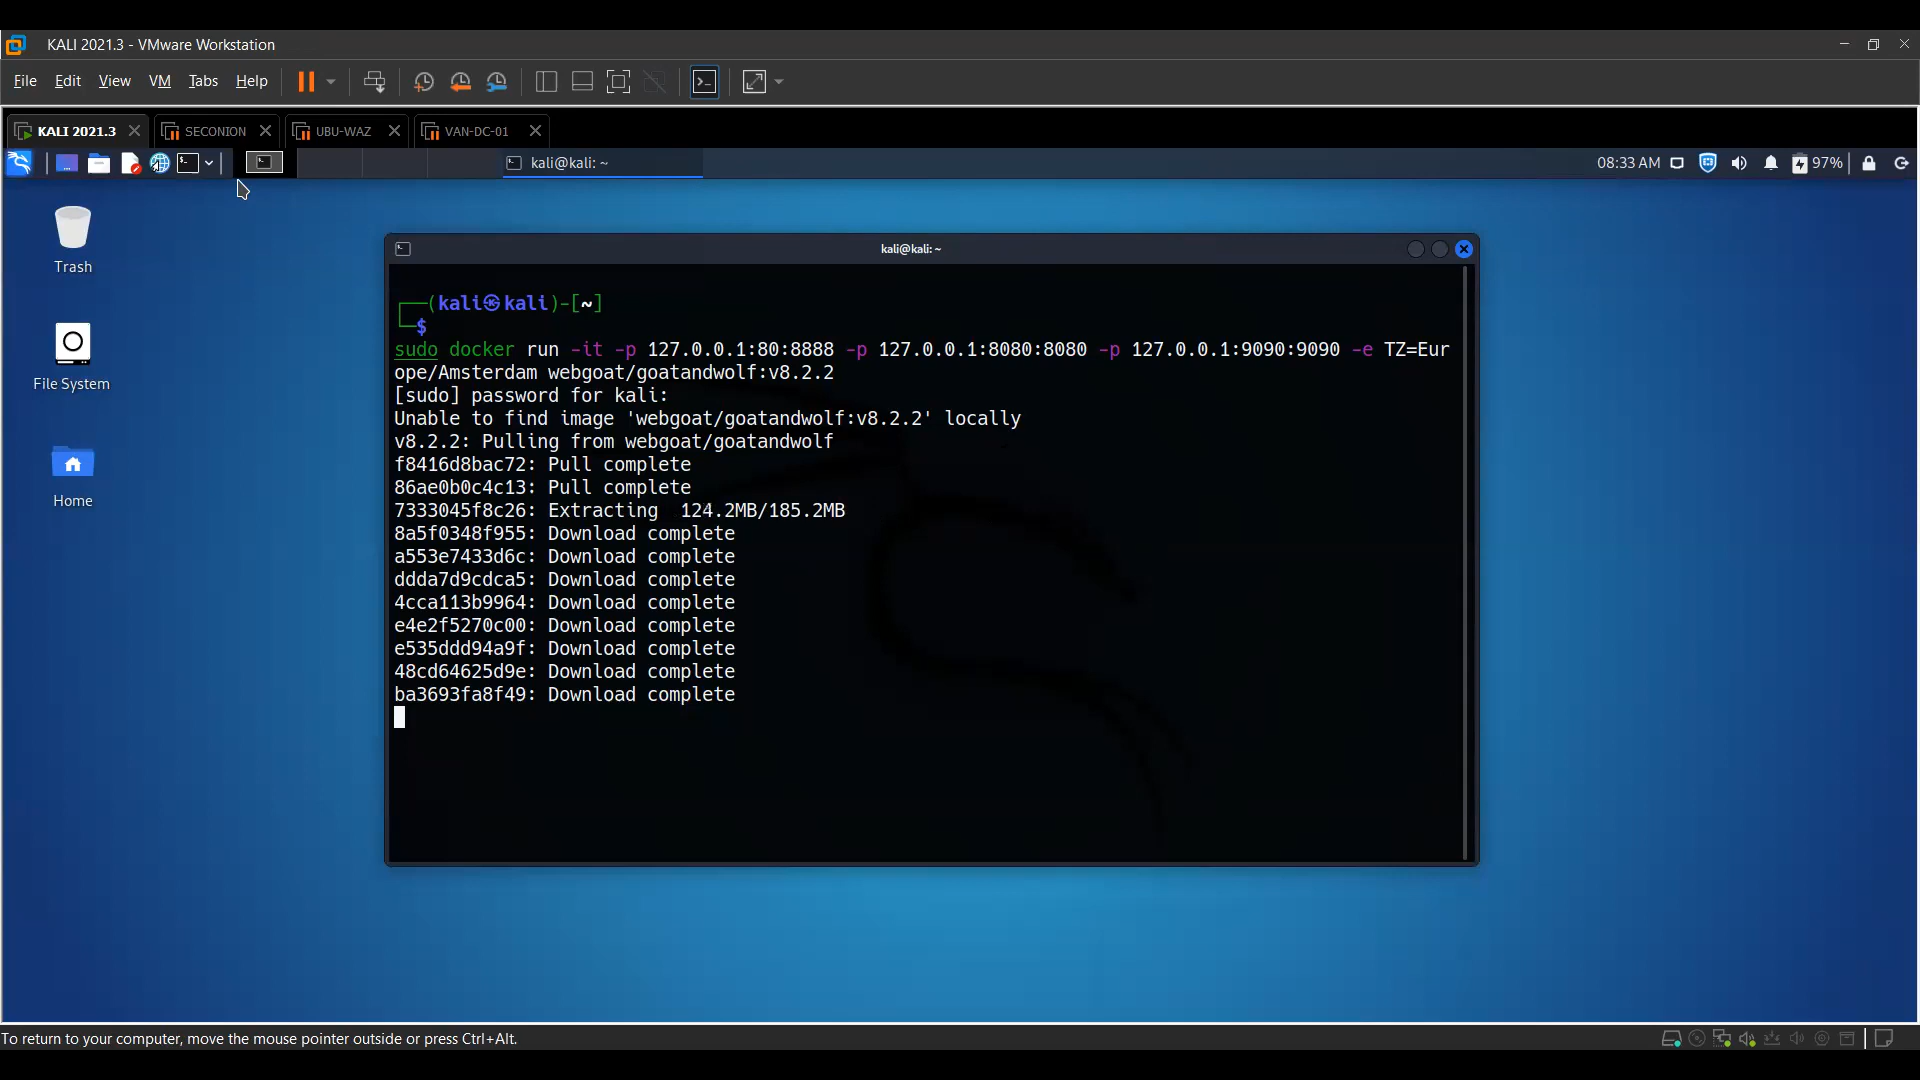 KALI 2021.3 - VMware Workstation
File Edit View VM Tabs Help
KALI 2021.3 SECONION UBU-WAZ VAN-DC-01
kali@kali: ~ 08:33 AM 97%
Trash
File System
Home
kali@kali: ~
┌──(kali㉿kali)-[~]
└─$
sudo docker run -it -p 127.0.0.1:80:8888 -p 127.0.0.1:8080:8080 -p 127.0.0.1:9090:9090 -e TZ=Eur
ope/Amsterdam webgoat/goatandwolf:v8.2.2
[sudo] password for kali:
Unable to find image 'webgoat/goatandwolf:v8.2.2' locally
v8.2.2: Pulling from webgoat/goatandwolf
f8416d8bac72: Pull complete
86ae0b0c4c13: Pull complete
7333045f8c26: Extracting  124.2MB/185.2MB
8a5f0348f955: Download complete
a553e7433d6c: Download complete
ddda7d9cdca5: Download complete
4cca113b9964: Download complete
e4e2f5270c00: Download complete
e535ddd94a9f: Download complete
48cd64625d9e: Download complete
ba3693fa8f49: Download complete
To return to your computer, move the mouse pointer outside or press Ctrl+Alt.